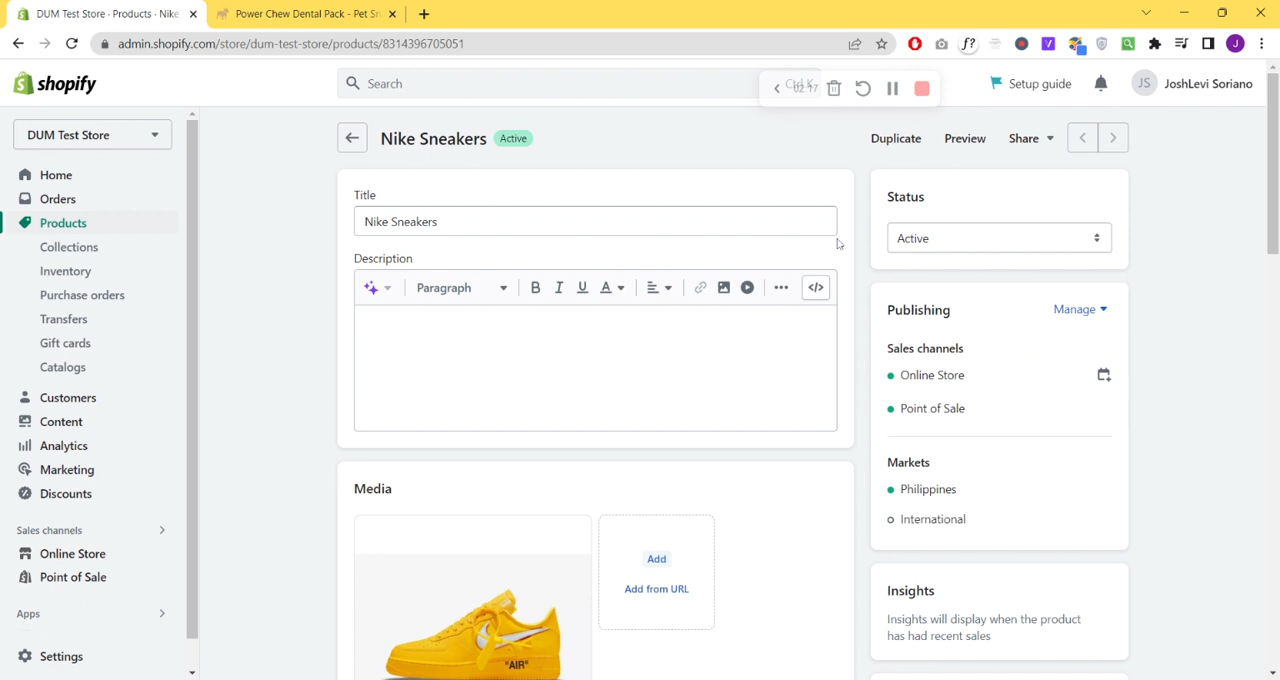 DUM Test Store · Products · Nike
Power Chew Dental Pack - Pet Sn
admin.shopify.com/store/dum-test-store/products/8314396705051
shopify
Search
Ctrl K
02:17
Setup guide
JS
JoshLevi Soriano
DUM Test Store
Home
Orders
Products
Collections
Inventory
Purchase orders
Transfers
Gift cards
Catalogs
Customers
Content
Analytics
Marketing
Discounts
Sales channels
Online Store
Point of Sale
Apps
Settings
Nike Sneakers
Active
Duplicate
Preview
Share
Title
Nike Sneakers
Description
Paragraph
B I U A
Media
Add
Add from URL
"AIR"
Status
Active
Publishing
Manage
Sales channels
Online Store
Point of Sale
Markets
Philippines
International
Insights
Insights will display when the product
has had recent sales